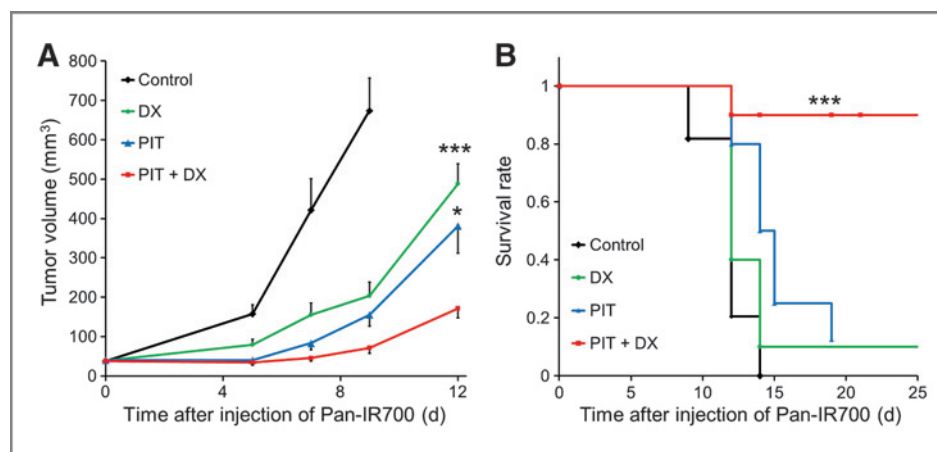 A
800
700
600
500
400
300
200
100
0
Tumor volume (mm³)
Control
DX
PIT
PIT + DX
***
*
0
4
8
12
Time after injection of Pan-IR700 (d)
B
1
0.8
0.6
0.4
0.2
0
Survival rate
***
Control
DX
PIT
PIT + DX
0
5
10
15
20
25
Time after injection of Pan-IR700 (d)